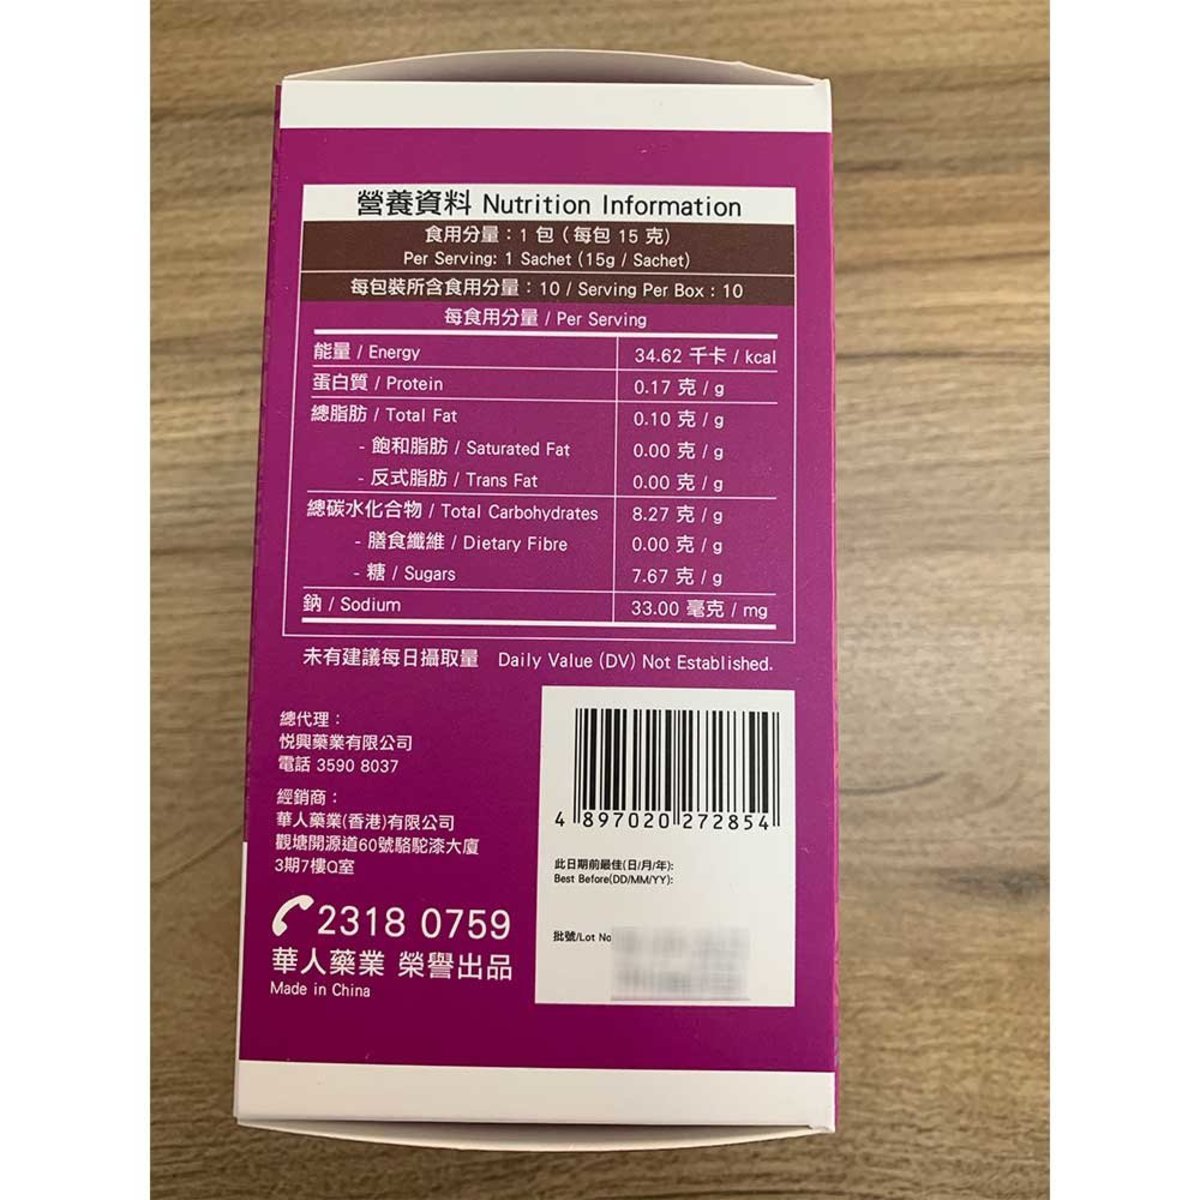 營養資料 Nutrition Information
食用分量：1 包 (每包 15 克)
Per Serving: 1 Sachet (15g / Sachet)
每包裝所含食用分量：10 / Serving Per Box : 10
每食用分量 / Per Serving
能量 / Energy 34.62 千卡 / kcal
蛋白質 / Protein 0.17 克 / g
總脂肪 / Total Fat 0.10 克 / g
- 飽和脂肪 / Saturated Fat 0.00 克 / g
- 反式脂肪 / Trans Fat 0.00 克 / g
總碳水化合物 / Total Carbohydrates 8.27 克 / g
- 膳食纖維 / Dietary Fibre 0.00 克 / g
- 糖 / Sugars 7.67 克 / g
鈉 / Sodium 33.00 毫克 / mg
未有建議每日攝取量 Daily Value (DV) Not Established.
總代理：
悅興藥業有限公司
電話 3590 8037
經銷商：
華人藥業(香港)有限公司
觀塘開源道60號駱駝漆大廈
3期7樓Q室
2318 0759
華人藥業 榮譽出品
Made in China
4 897020 272854
此日期前最佳(日/月/年):
Best Before(DD/MM/YY):
批號/Lot No